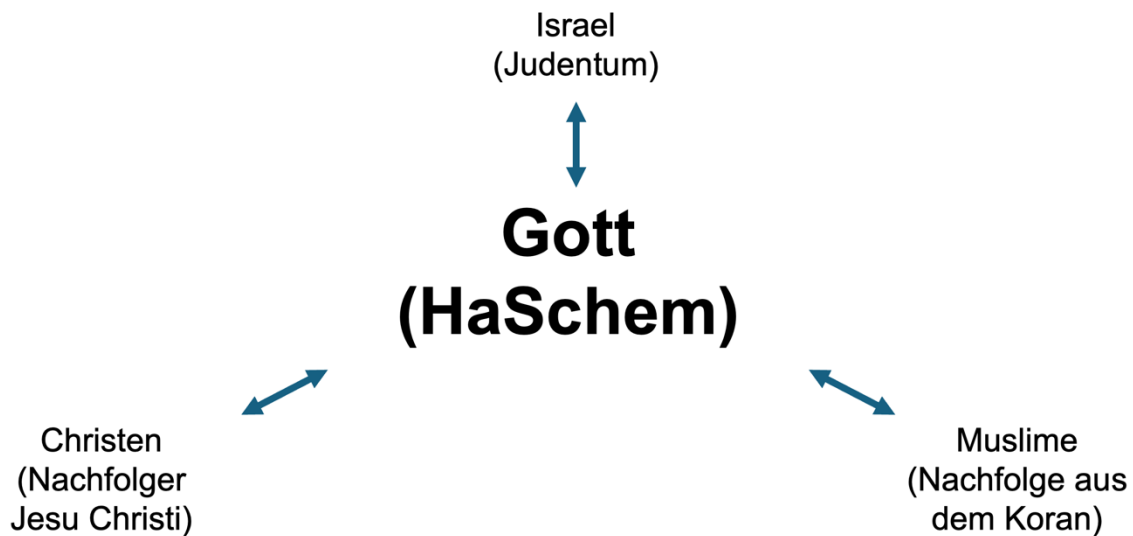 Israel
(Judentum)
Gott
(HaSchem)
Christen
(Nachfolger
Jesu Christi)
Muslime
(Nachfolge aus
dem Koran)